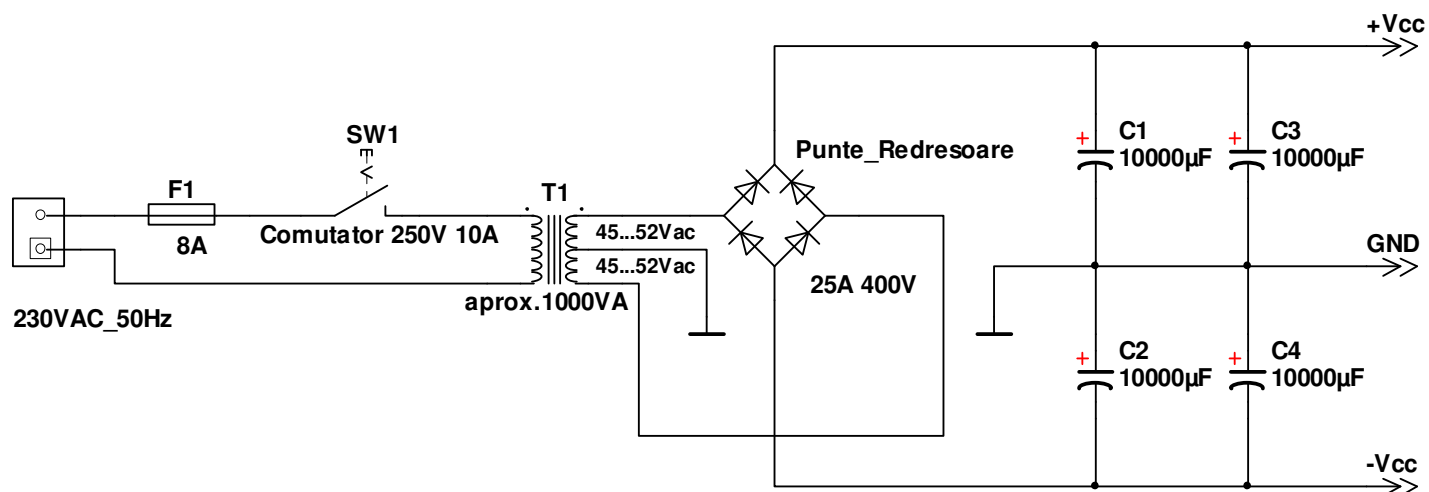 +Vcc
SW1
E
V
C1
10000µF
C3
10000µF
Punte_Redresoare
F1
8A
T1
Comutator 250V 10A
45...52Vac
45...52Vac
GND
25A 400V
aprox.1000VA
230VAC_50Hz
C2
10000µF
C4
10000µF
-Vcc